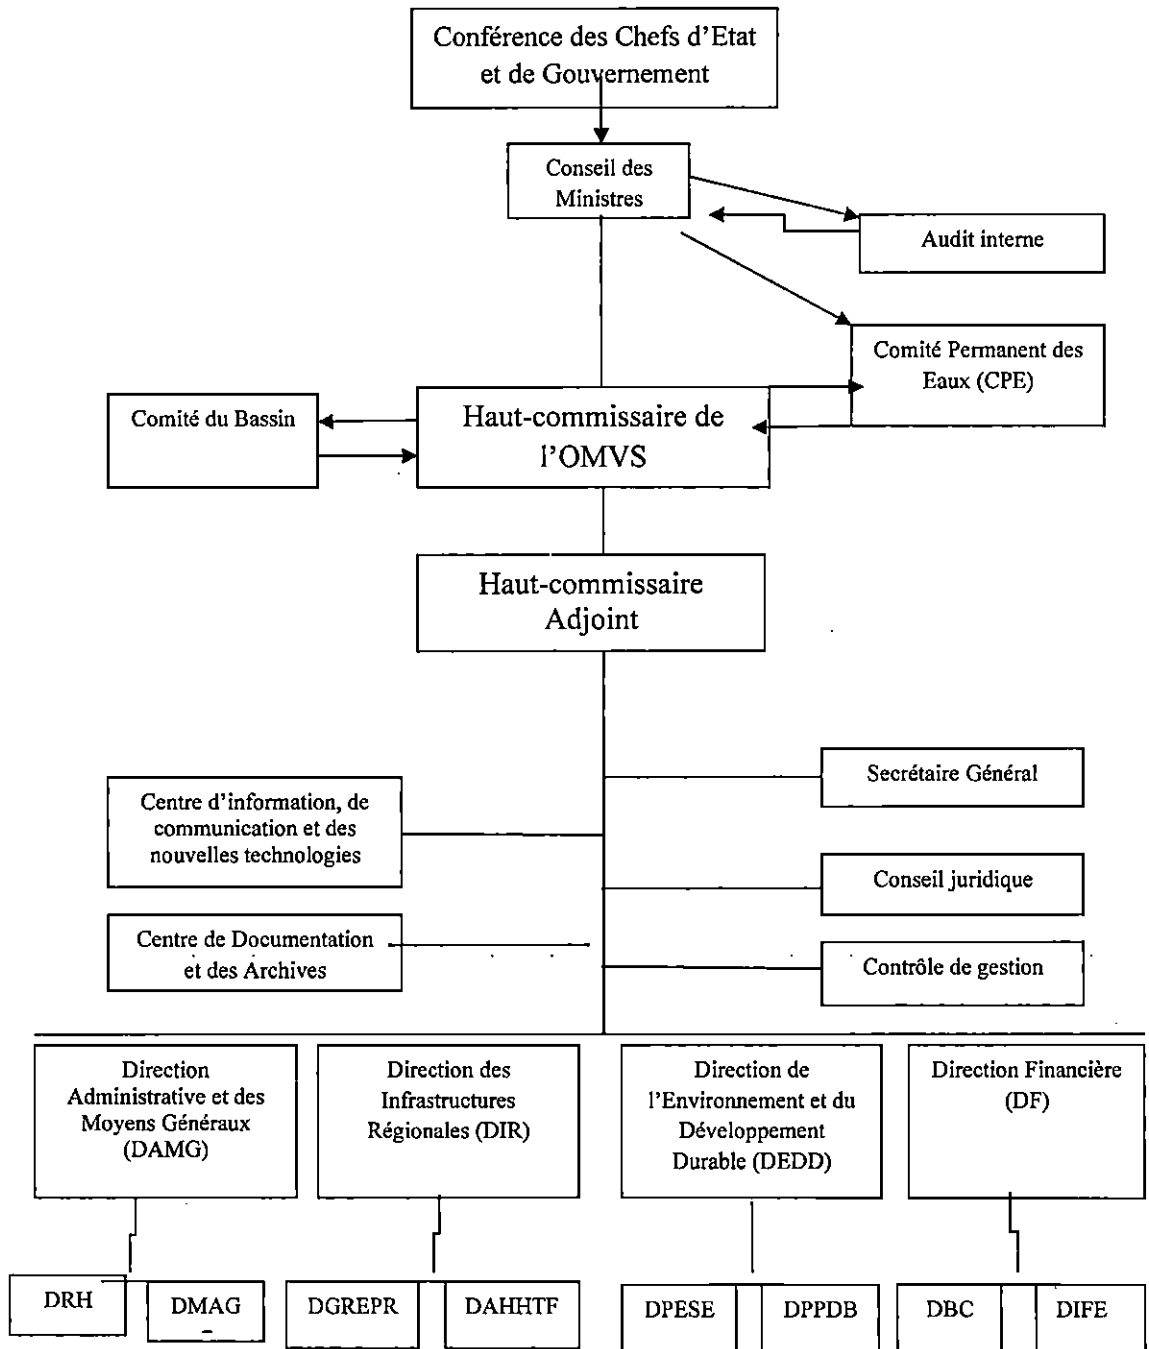 Conférence des Chefs d'Etat
et de Gouvernement
Conseil des
Ministres
Audit interne
Comité Permanent des
Eaux (CPE)
Comité du Bassin
Haut-commissaire de
l'OMVS
Haut-commissaire
Adjoint
Secrétaire Général
Centre d'information, de
communication et des
nouvelles technologies
Conseil juridique
Centre de Documentation
et des Archives
Contrôle de gestion
Direction
Administrative et des
Moyens Généraux
(DAMG)
Direction des
Infrastructures
Régionales (DIR)
Direction de
l'Environnement et du
Développement
Durable (DEDD)
Direction Financière
(DF)
DRH
DMAG
DGREPR
DAHHTF
DPESE
DPPDB
DBC
DIFE